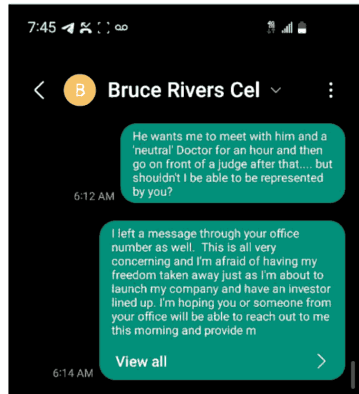 7:45
B Bruce Rivers Cel
He wants me to meet with him and a
'neutral' Doctor for an hour and then
go on front of a judge after that.... but
shouldn't I be able to be represented
by you?
6:12 AM
I left a message through your office
number as well. This is all very
concerning and I'm afraid of having my
freedom taken away just as I'm about to
launch my company and have an investor
lined up. I'm hoping you or someone from
your office will be able to reach out to me
this morning and provide m
View all
6:14 AM